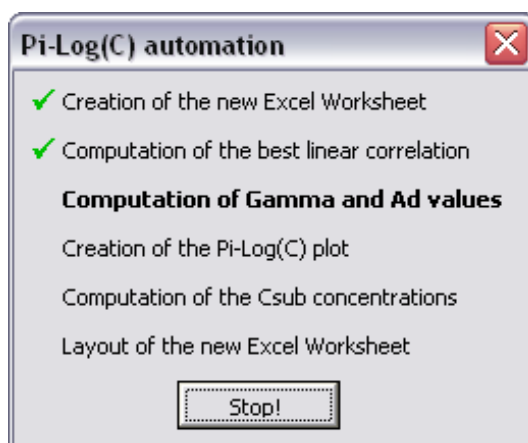 Pi-Log(C) automation
Creation of the new Excel Worksheet
Computation of the best linear correlation
Computation of Gamma and Ad values
Creation of the Pi-Log(C) plot
Computation of the Csub concentrations
Layout of the new Excel Worksheet
Stop!